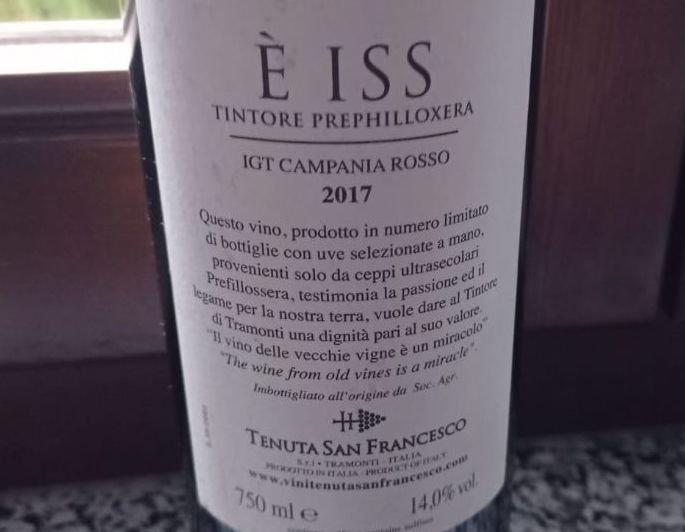 È ISS
TINTORE PREPHILLOXERA
IGT CAMPANIA ROSSO
2017
Questo vino, prodotto in numero limitato
di bottiglie con uve selezionate a mano,
provenienti solo da ceppi ultrasecolari
Prefillossera, testimonia la passione ed il
legame per la nostra terra, vuole dare al Tintore
di Tramonti una dignità pari al suo valore.
"Il vino delle vecchie vigne è un miracolo"
"The wine from old vines is a miracle".
Imbottigliato all'origine da Soc. Agr.
TENUTA SAN FRANCESCO
S.r.l • TRAMONTI - ITALIA
PRODOTTO IN ITALIA - PRODUCT OF ITALY
www.vinitenutasanfrancesco.com
750 ml e 14,0% vol.